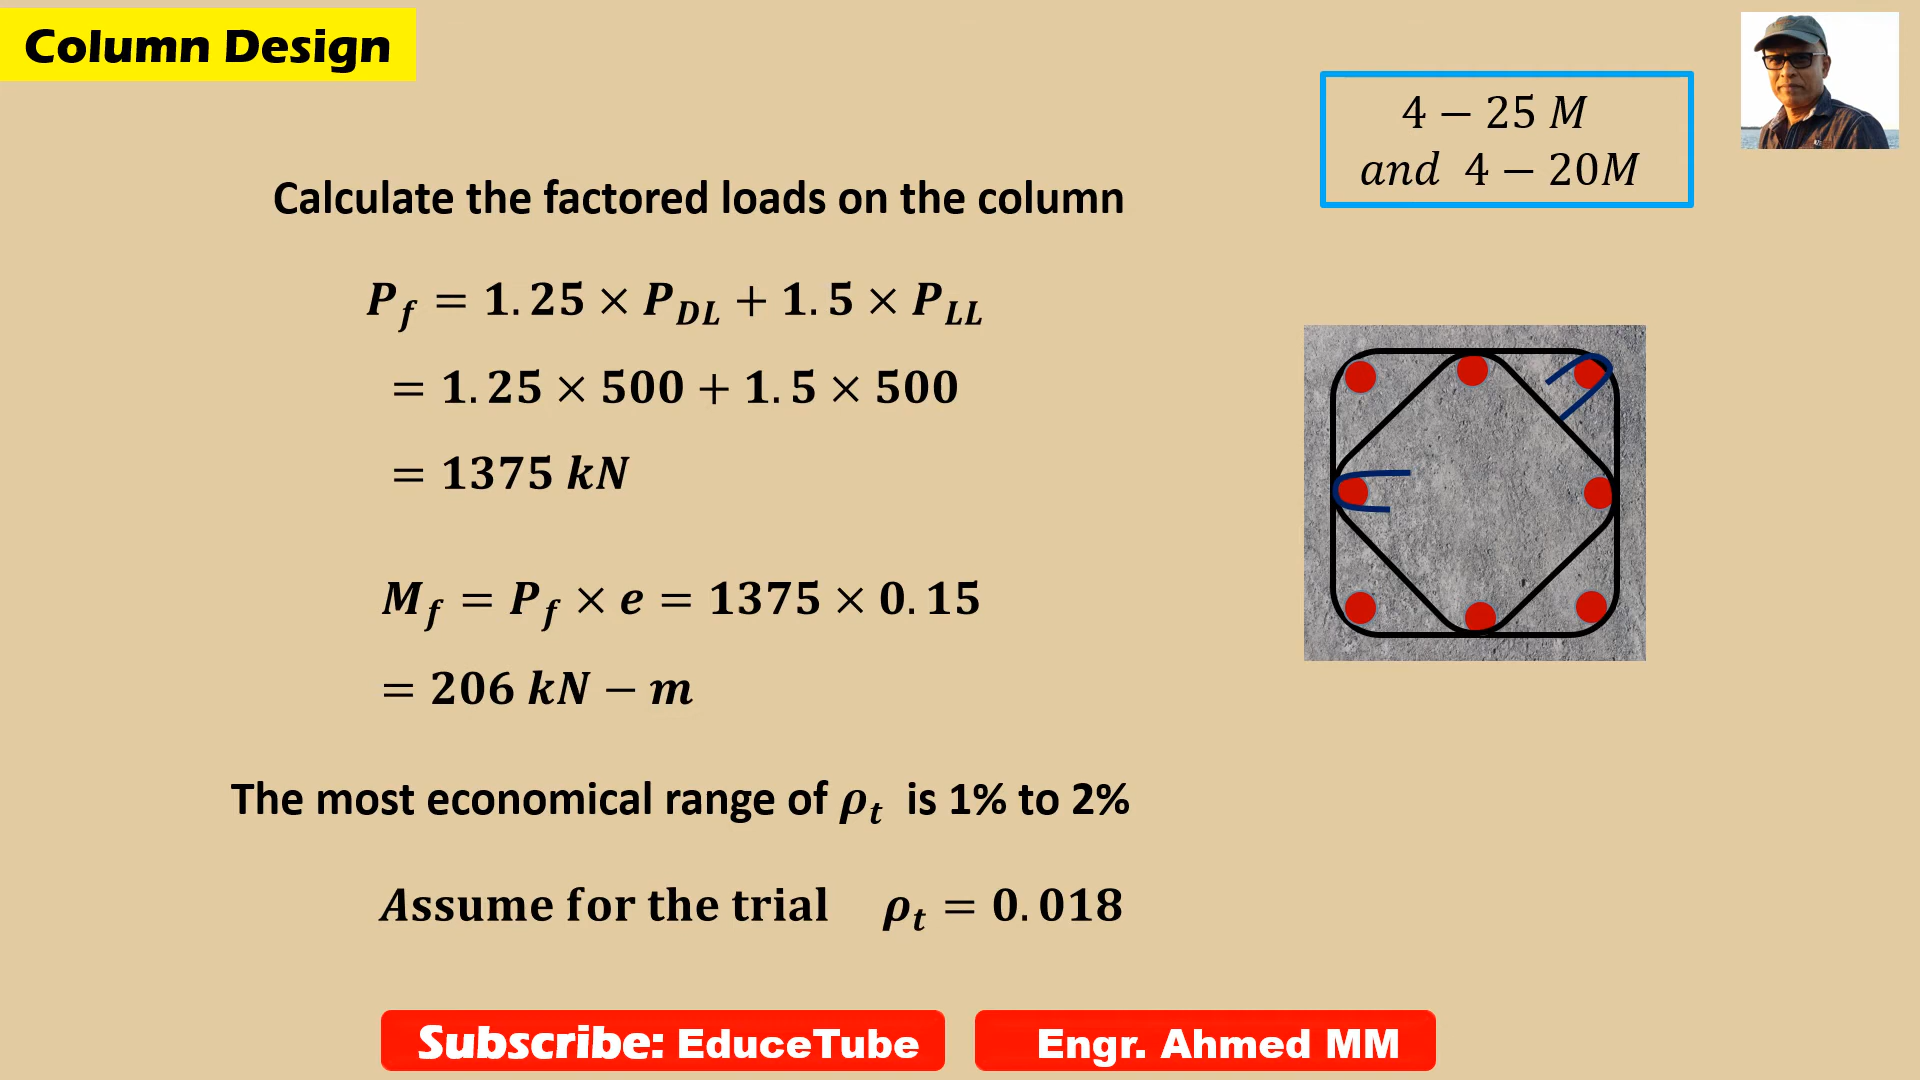 Column Design
4 − 25 M
and 4 − 20M
Calculate the factored loads on the column
P_f = 1.25 × P_DL + 1.5 × P_LL
= 1.25 × 500 + 1.5 × 500
= 1375 kN
M_f = P_f × e = 1375 × 0.15
= 206 kN − m
The most economical range of ρ_t is 1% to 2%
Assume for the trial ρ_t = 0.018
Subscribe: EduceTube
Engr. Ahmed MM